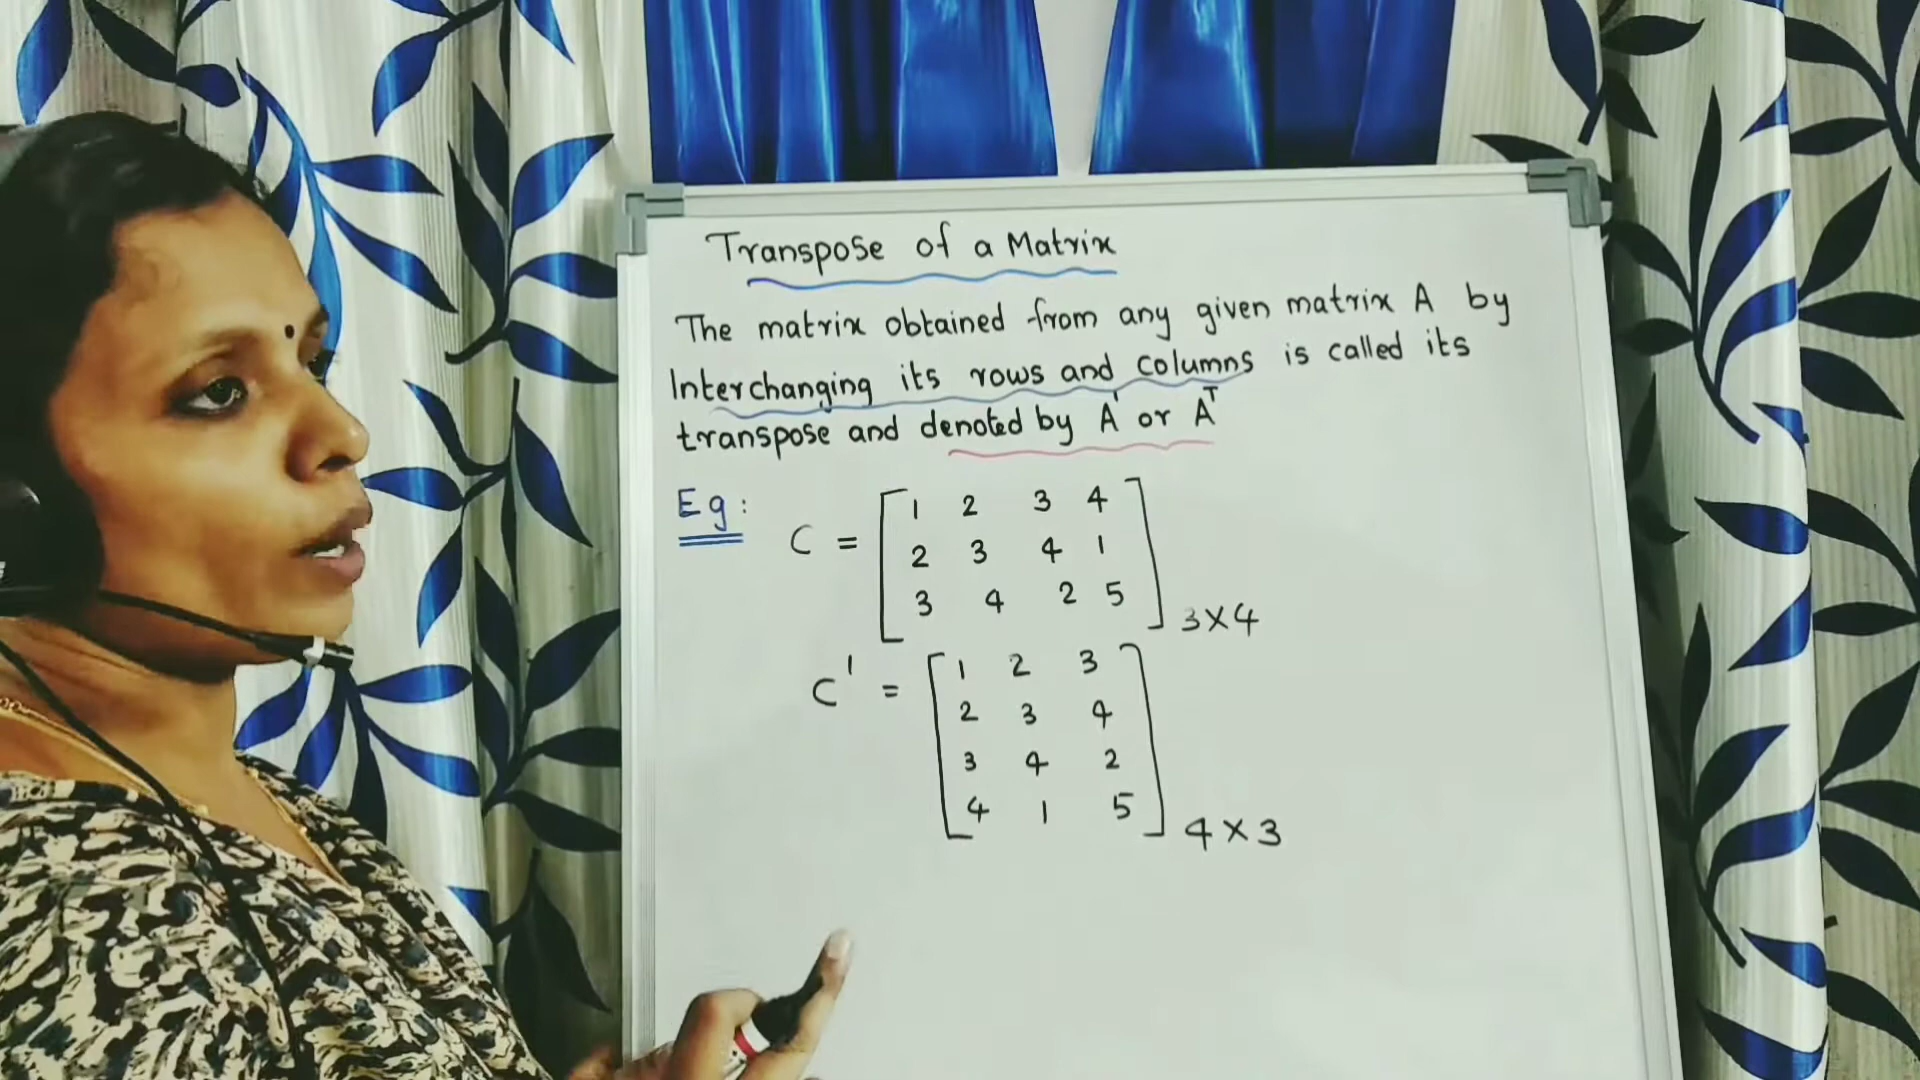 Transpose of a Matrix
The matrix obtained from any given matrix A by
Interchanging its rows and columns is called its
transpose and denoted by A' or Aᵀ
Eg: C = [ 1 2 3 4
2 3 4 1
3 4 2 5 ] 3×4
C' = [ 1 2 3
2 3 4
3 4 2
4 1 5 ] 4×3